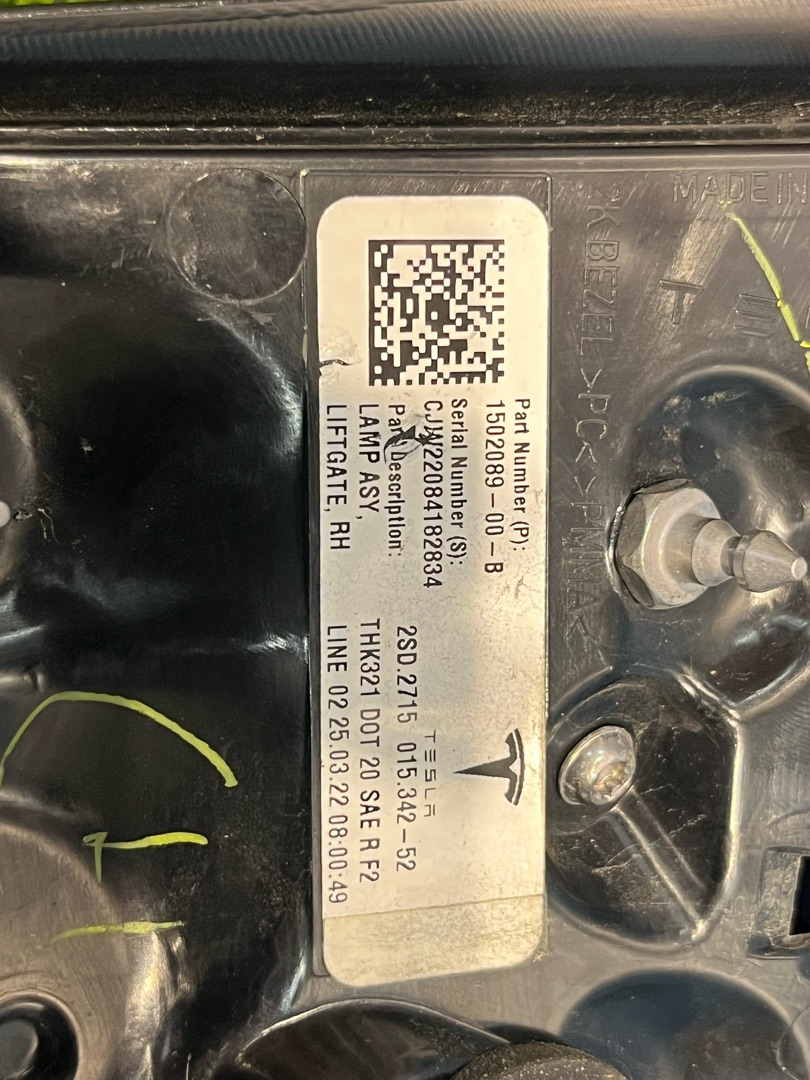 Part Number (P):
1502089-00-B
Serial Number (S):
CJW22084182834
Part Description:
LAMP ASY,
LIFTGATE, RH
TESLA
2SD.2715 015.342-52
THK321 DOT 20 SAE R F2
LINE 02 25.03.22 08:00:49
MADE IN
BEZEL >PC< >PMMA<